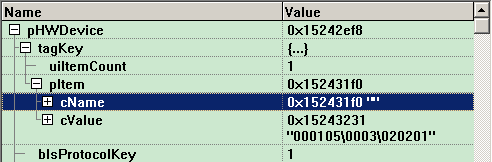 Name Value
pHWDevice 0x15242ef8
tagKey {...}
uiItemCount 1
pItem 0x152431f0
cName 0x152431f0 ""
cValue 0x15243231
"000105\0003\020201"
bIsProtocolKey 1